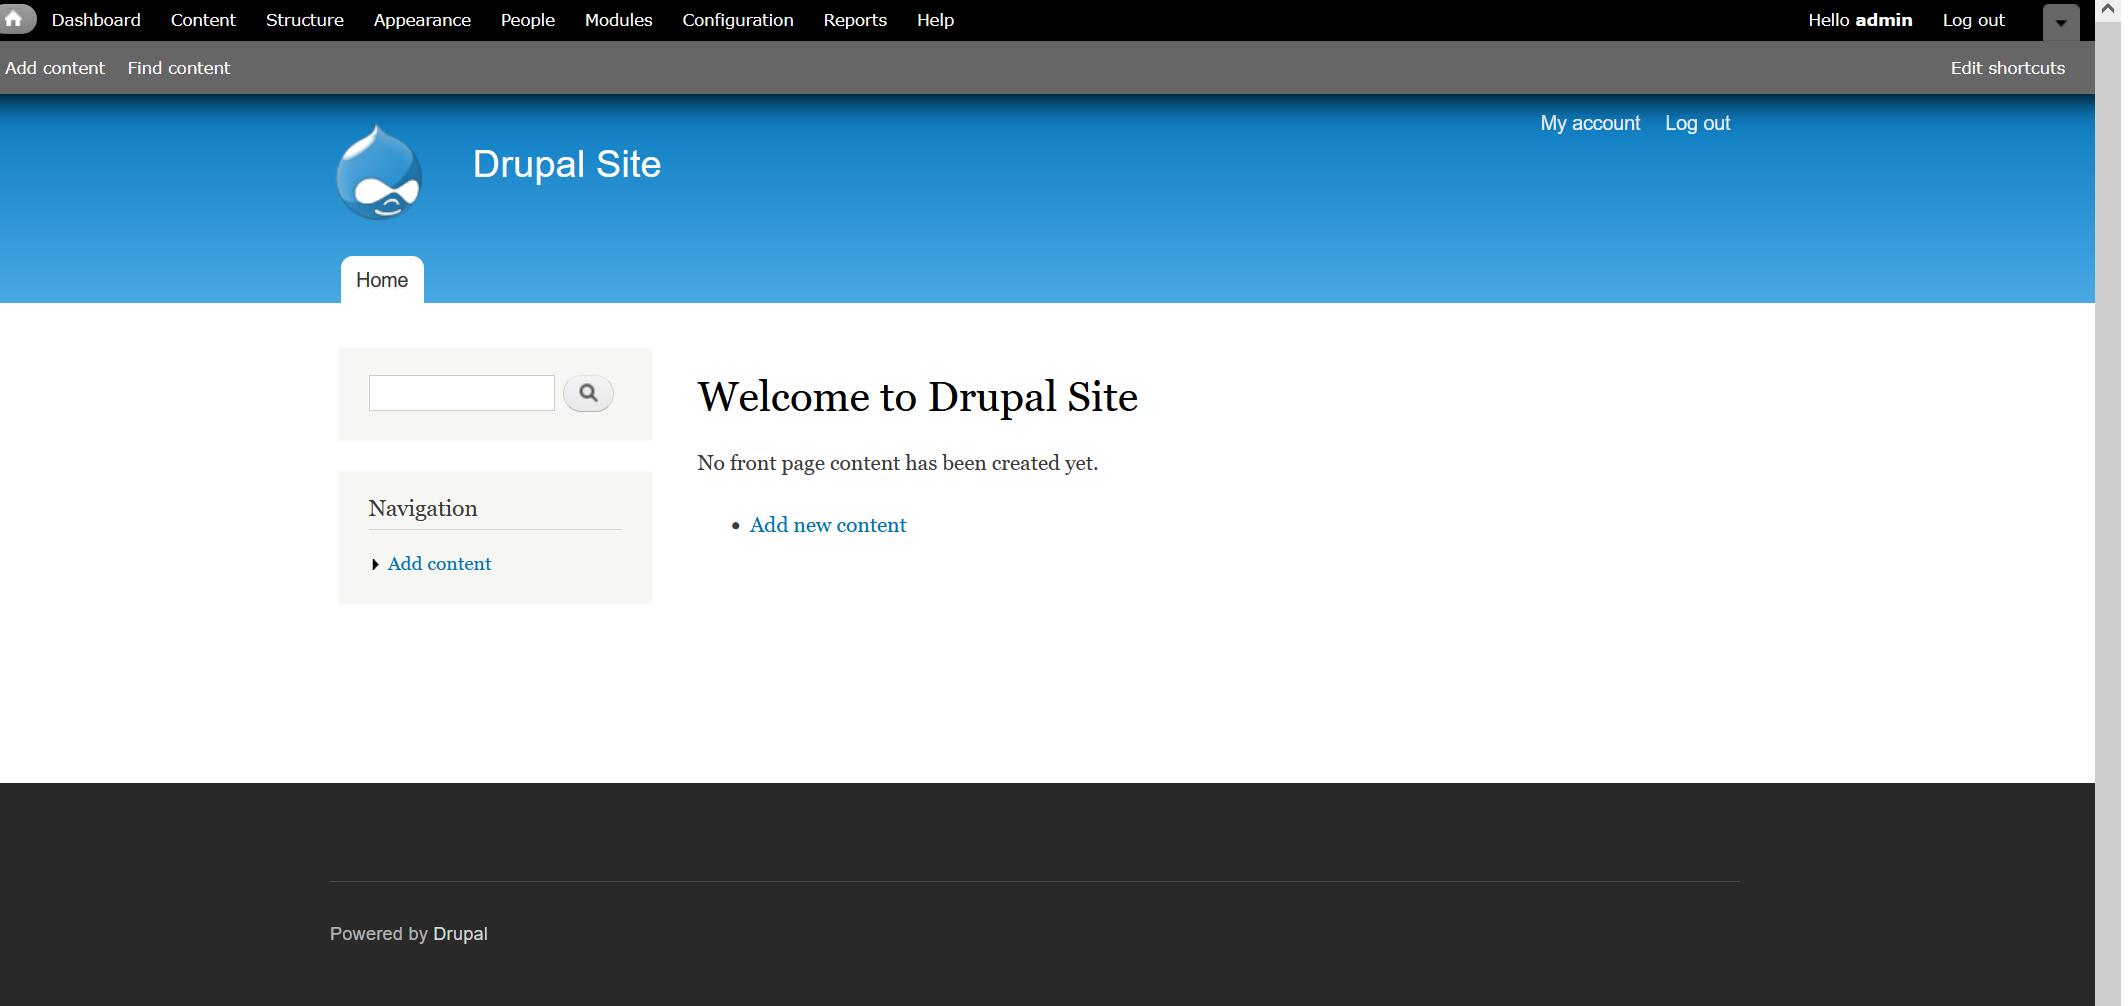 Dashboard Content Structure Appearance People Modules Configuration Reports Help Hello admin Log out
Add content Find content Edit shortcuts
My account Log out
Drupal Site
Home
Welcome to Drupal Site
No front page content has been created yet.
Add new content
Navigation
Add content
Powered by Drupal